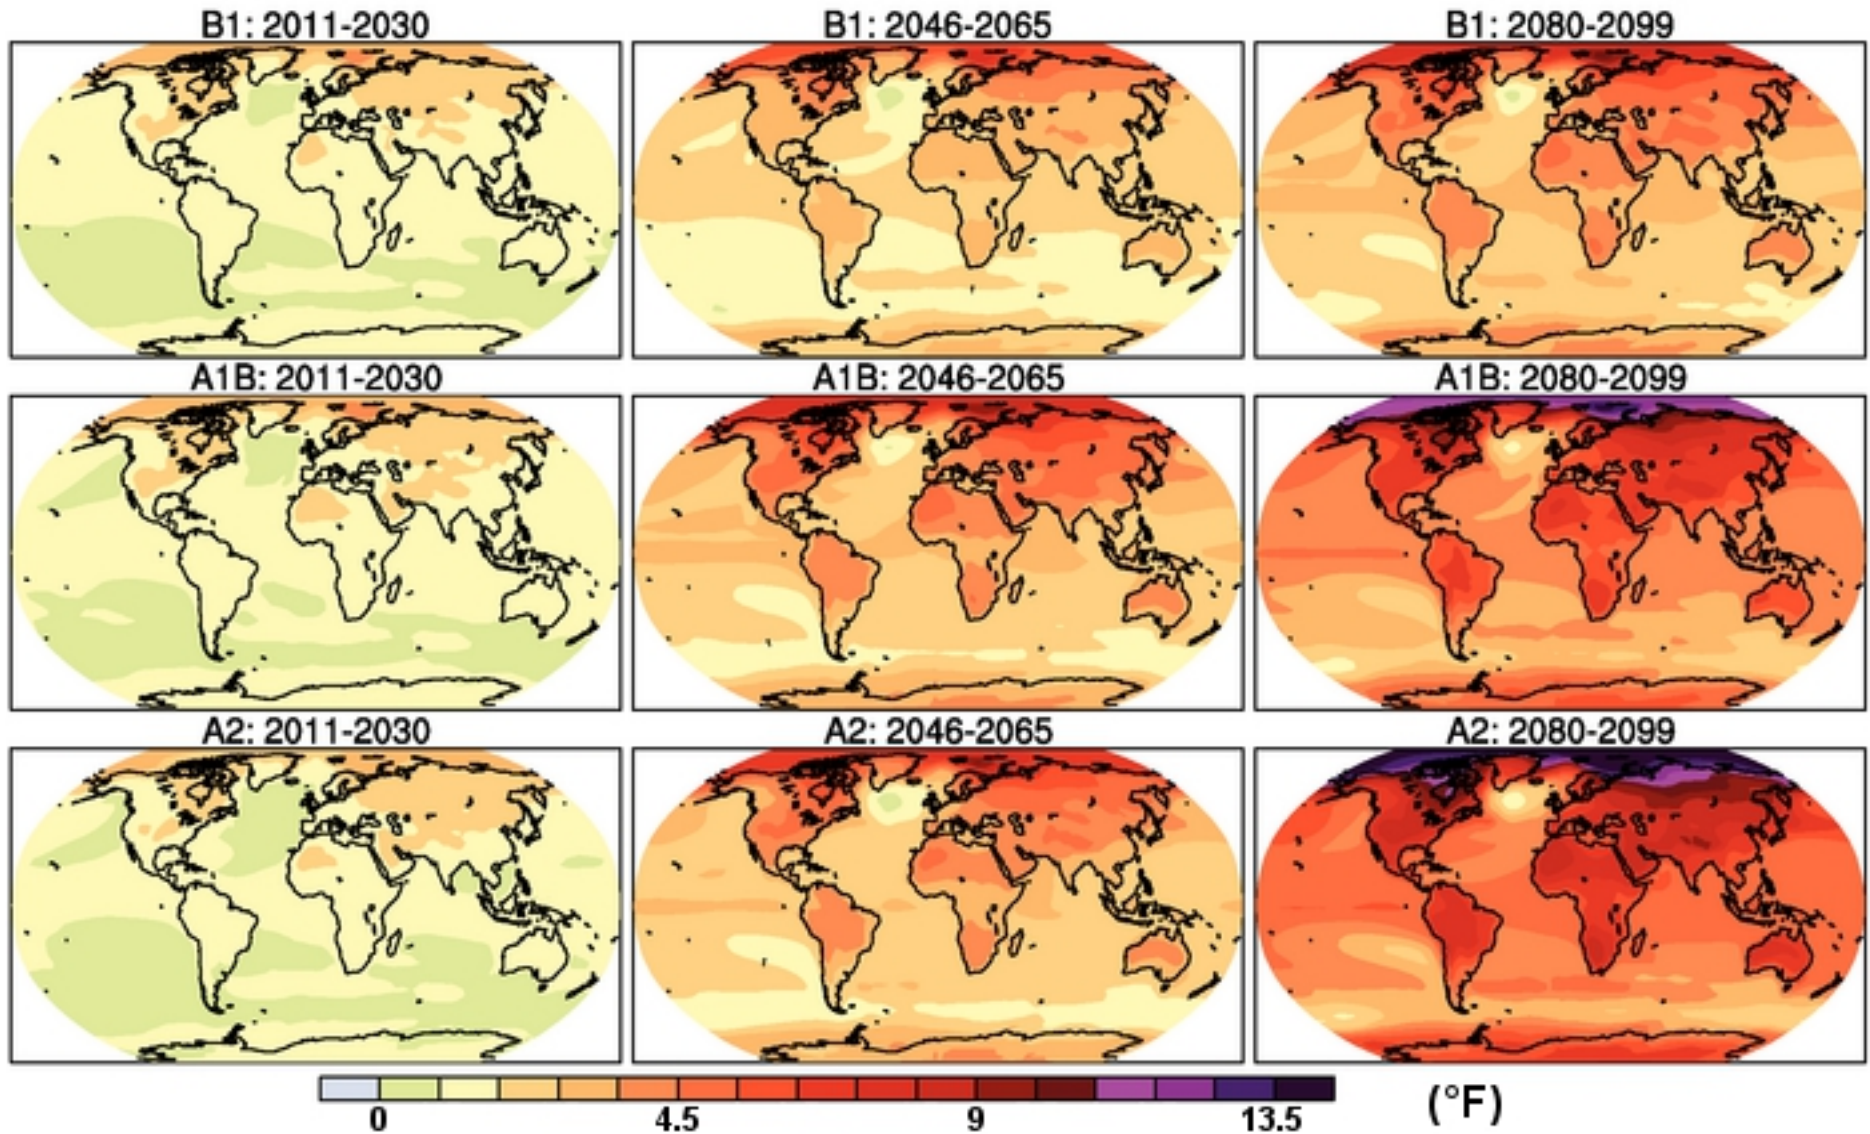 B1: 2011-2030
B1: 2046-2065
B1: 2080-2099
A1B: 2011-2030
A1B: 2046-2065
A1B: 2080-2099
A2: 2011-2030
A2: 2046-2065
A2: 2080-2099
0 4.5 9 13.5 (°F)